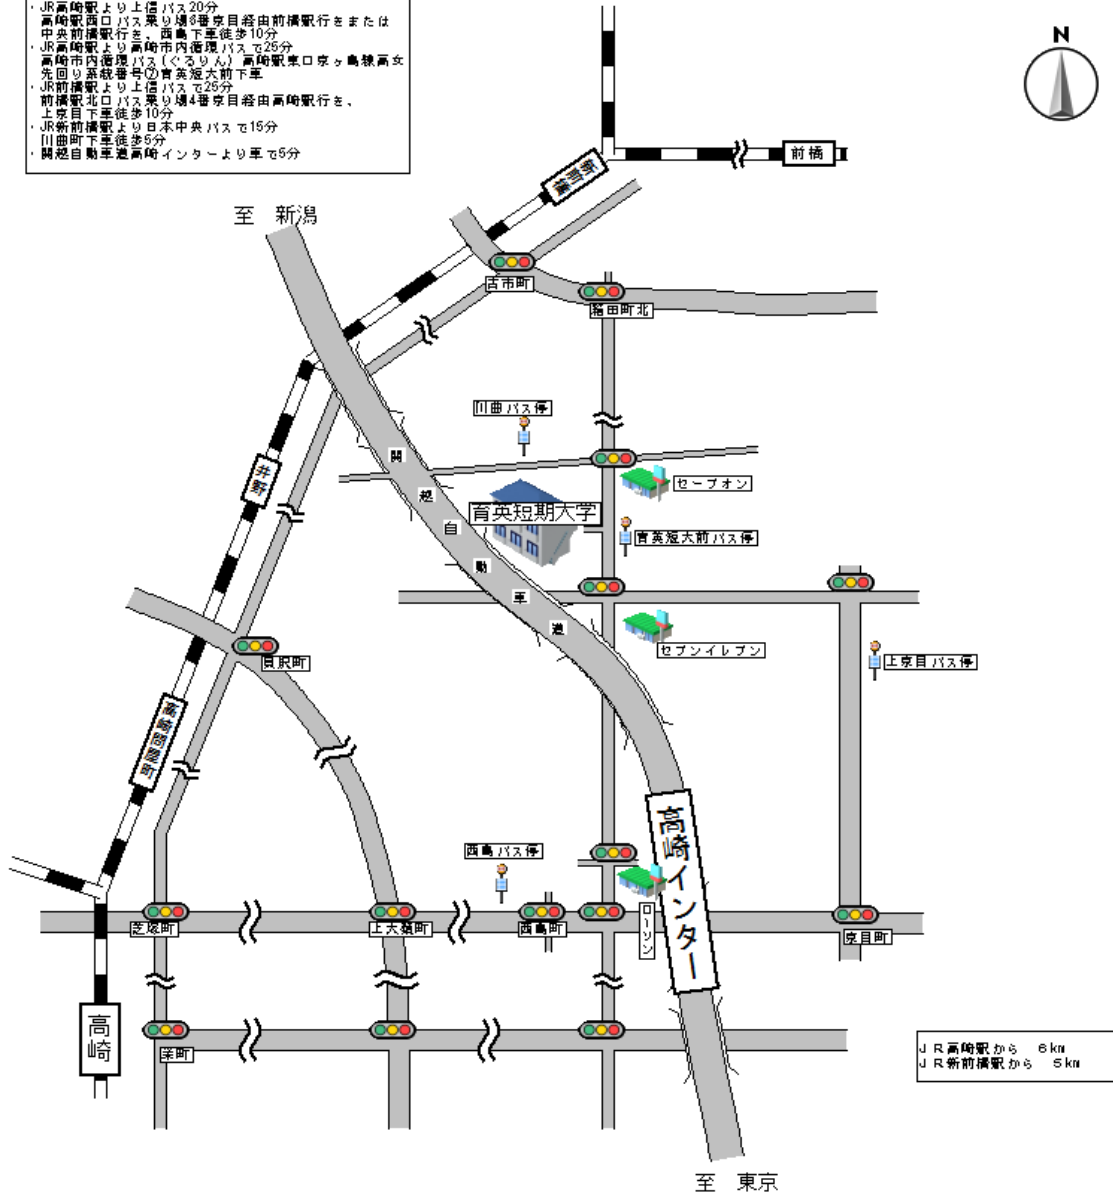 ・JR高崎駅より上信バス20分
高崎駅西口バス乗り場6番京目経由前橋駅行きまたは
中央前橋駅行き、西島下車徒歩10分
・JR高崎駅より高崎市内循環バスで25分
高崎市内循環バス(ぐるりん)高崎駅東口京ヶ島線高女
先回り系統番号②育英短大前下車
・JR前橋駅より上信バスで25分
前橋駅北口バス乗り場4番京目経由高崎駅行き、
上京目下車徒歩10分
・JR新前橋駅より日本中央バスで15分
川曲町下車徒歩5分
・関越自動車道高崎インターより車で5分
N
前橋
新前橋
至 新潟
古市町
箱田町北
川曲バス停
関越自動車道
井野
セーブオン
育英短期大学
育英短大前バス停
セブンイレブン
貝沢町
上京目バス停
高崎問屋町
高崎インター
西島バス停
ローソン
芝塚町
上大類町
西島町
京目町
高崎
栄町
JR高崎駅から 6km
JR新前橋駅から 5km
至 東京